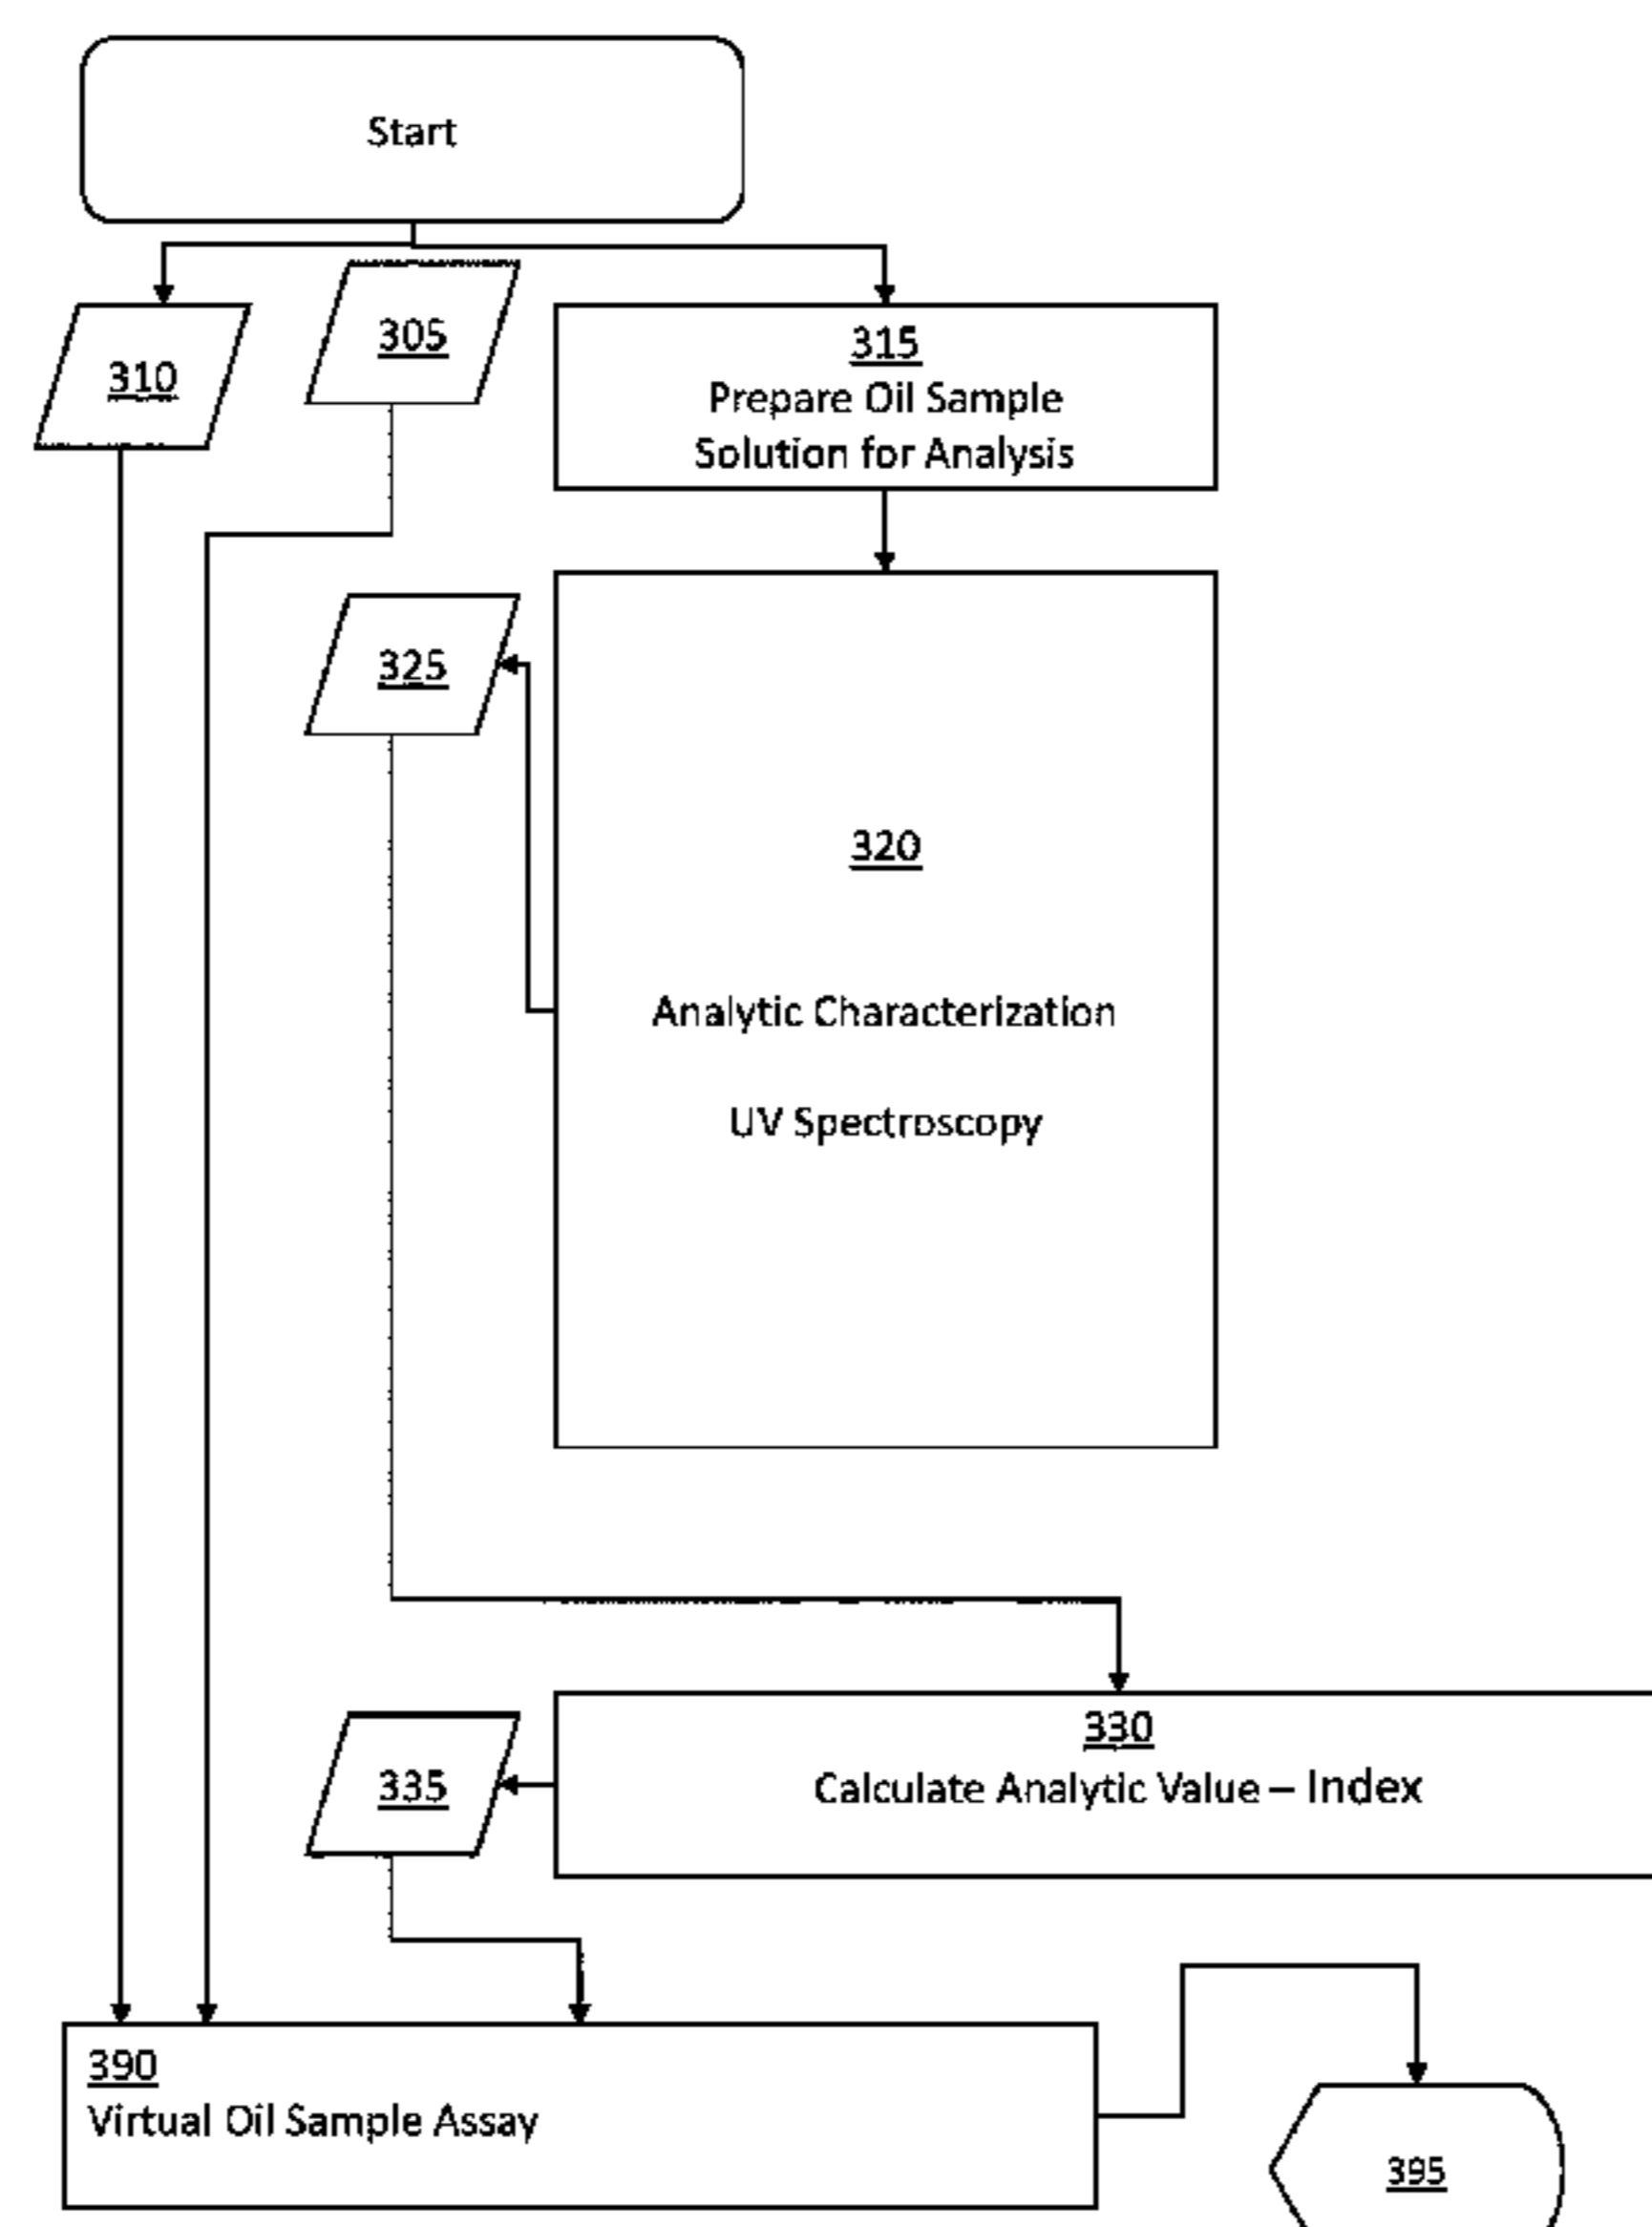 Start
310
305
315
Prepare Oil Sample
Solution for Analysis
325
320
Analytic Characterization
UV Spectroscopy
330
Calculate Analytic Value – Index
335
390
Virtual Oil Sample Assay
395